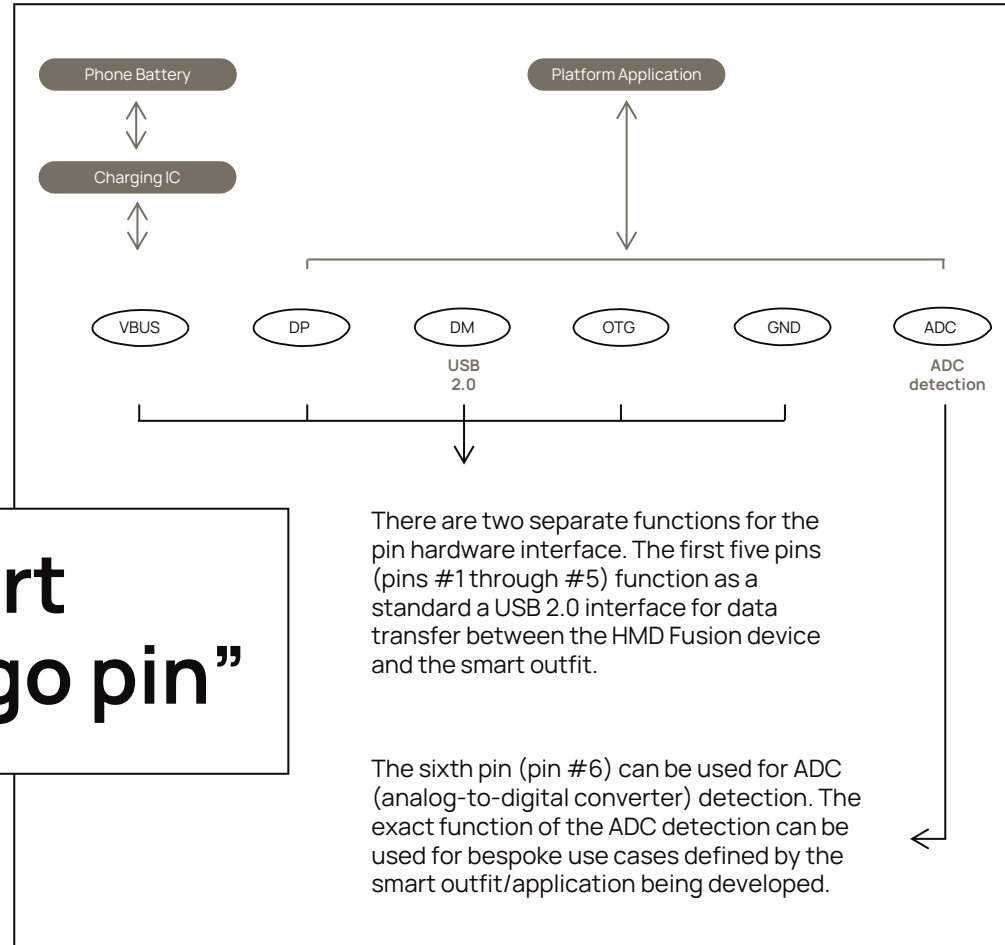 Phone Battery
Platform Application
Charging IC
VBUS
DP
DM
OTG
GND
ADC
USB
2.0
ADC
detection
There are two separate functions for the
pin hardware interface. The first five pins
(pins #1 through #5) function as a
standard a USB 2.0 interface for data
transfer between the HMD Fusion device
and the smart outfit.
rt
go pin”
The sixth pin (pin #6) can be used for ADC
(analog-to-digital converter) detection. The
exact function of the ADC detection can be
used for bespoke use cases defined by the
smart outfit/application being developed.